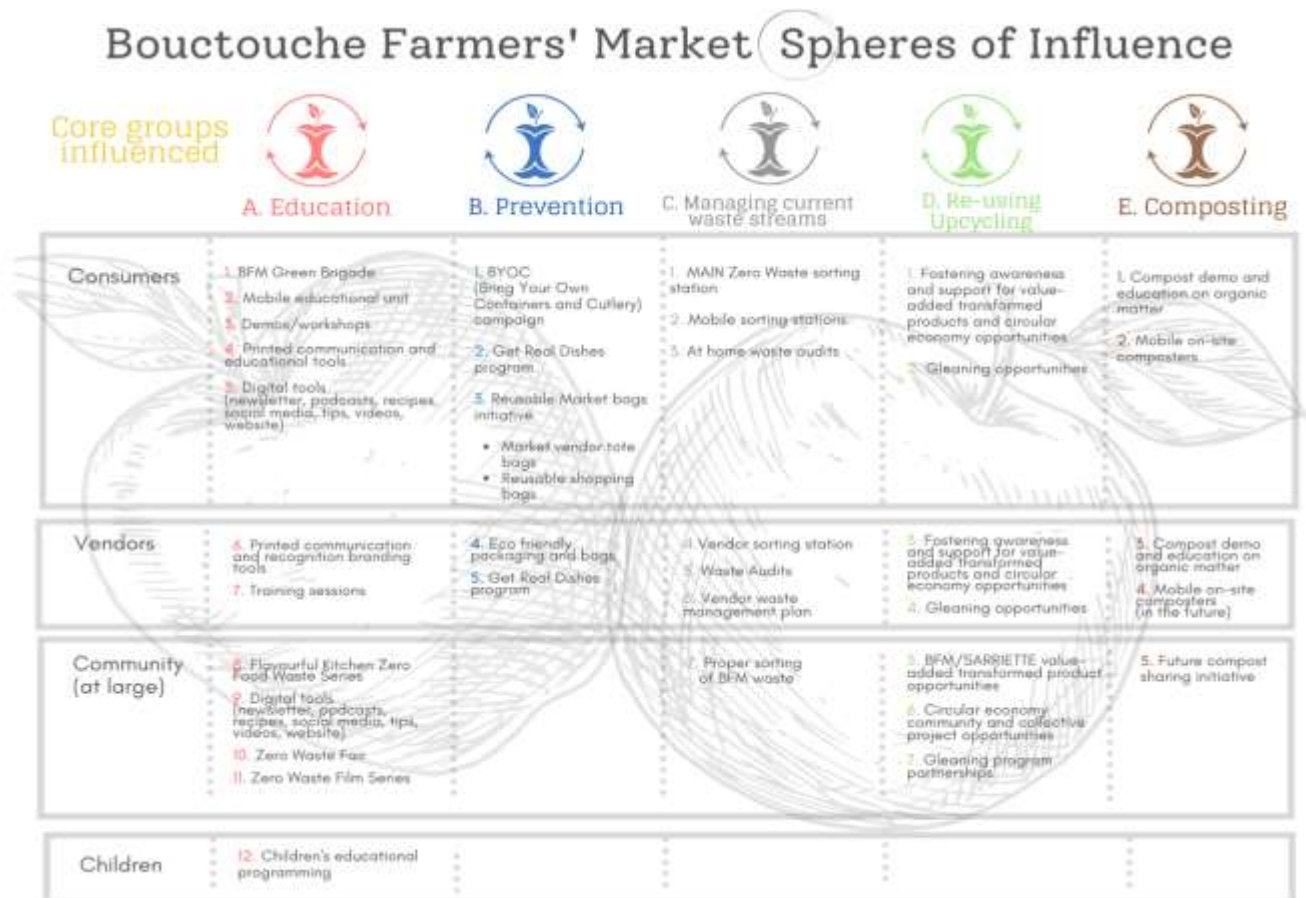 Bouctouche Farmers' Market Spheres of Influence
Core groups
influenced
A. Education
B. Prevention
C. Managing current
waste streams
D. Re-using
Upcycling
E. Composting
Consumers
1. BFM Green Brigade
2. Mobile educational unit
3. Demos/workshops
4. Printed communication and
educational tools
5. Digital tools
(newsletter, podcasts, recipes
social media, tips, videos,
website)
1. BYOC
(Bring Your Own
Containers and Cutlery)
campaign
2. Get Real Dishes
program
3. Reusable Market bags
initiative
• Market vendor tote
bags
• Reusable shopping
bags
1. MAIN Zero Waste sorting
station
2. Mobile sorting stations
3. At home waste audits
1. Fostering awareness
and support for value-
added transformed
products and circular
economy opportunities
2. Gleaning opportunities
1. Compost demo and
education on organic
matter
2. Mobile on-site
composters
Vendors
6. Printed communication
and recognition branding
tools
7. Training sessions
4. Eco friendly
packaging and bags
5. Get Real Dishes
program
4. Vendor sorting station
5. Waste Audits
6. Vendor waste
management plan
3. Fostering awareness
and support for value-
added transformed
products and circular
economy opportunities
4. Gleaning opportunities
3. Compost demo
and education on
organic matter
4. Mobile on-site
composters
(in the future)
Community
(at large)
8. Flavourful Kitchen Zero
Food Waste Series
9. Digital tools
(newsletter, podcasts,
recipes, social media, tips,
videos, website)
10. Zero Waste Fair
11. Zero Waste Film Series
7. Proper sorting
of BFM waste
5. BFM/SARRIETTE value-
added transformed product
opportunities
6. Circular economy
community and collective
project opportunities
7. Gleaning program
partnerships
5. Future compost
sharing initiative
Children
12. Children's educational
programming